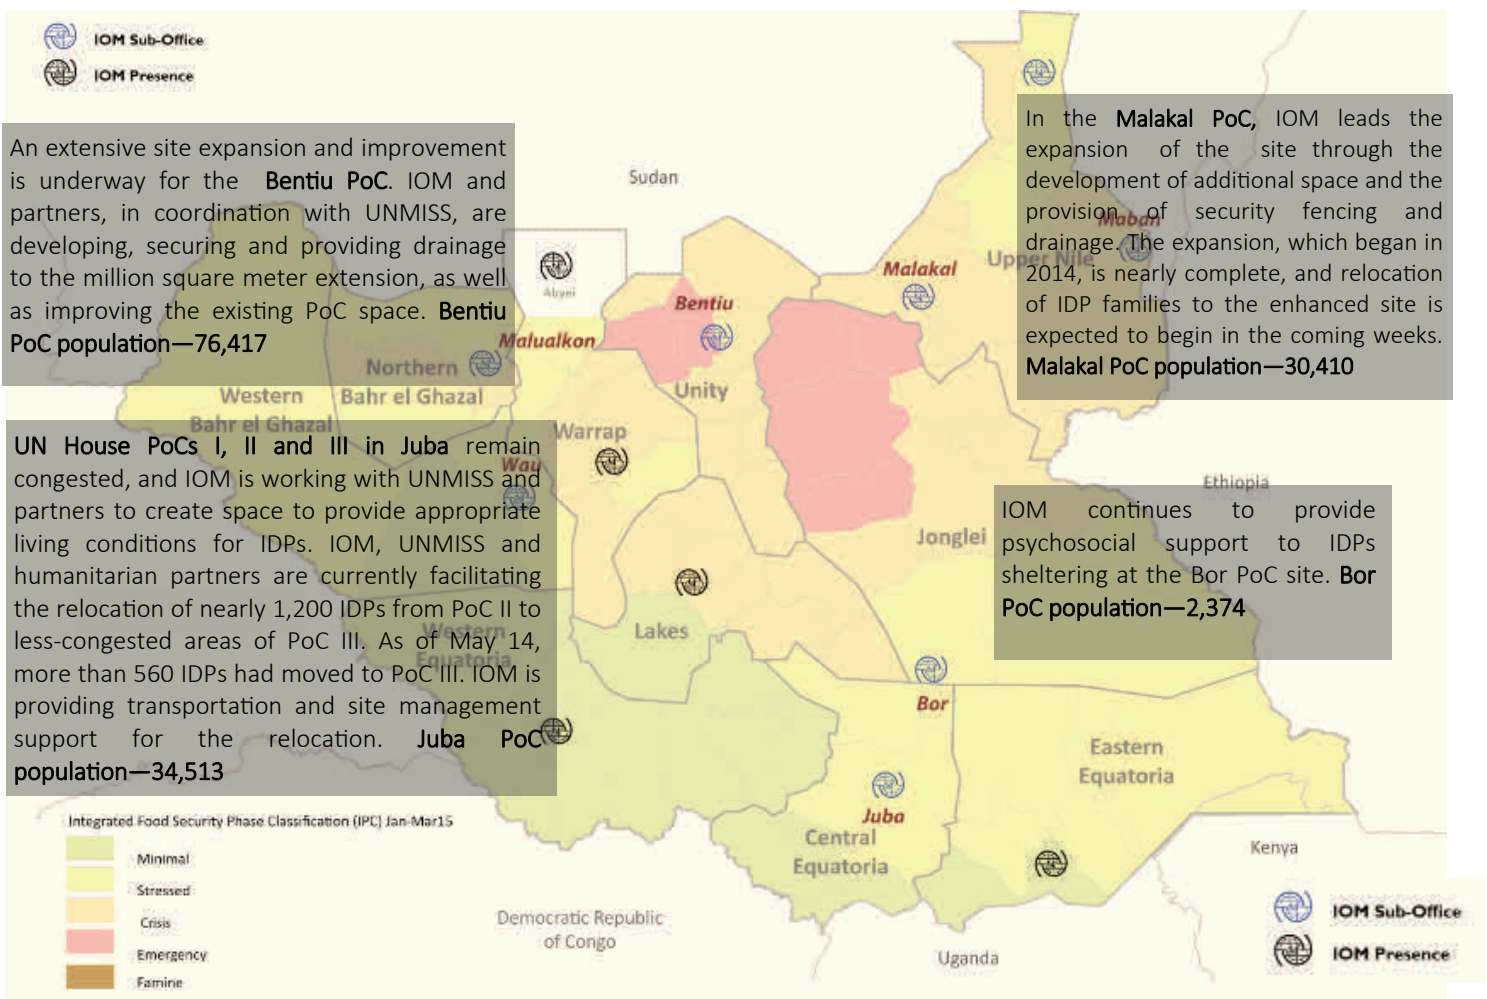 IOM Sub-Office
IOM Presence
An extensive site expansion and improvement
is underway for the Bentiu PoC. IOM and
partners, in coordination with UNMISS, are
developing, securing and providing drainage
to the million square meter extension, as well
as improving the existing PoC space. Bentiu
PoC population—76,417
In the Malakal PoC, IOM leads the
expansion of the site through the
development of additional space and the
provision of security fencing and
drainage. The expansion, which began in
2014, is nearly complete, and relocation
of IDP families to the enhanced site is
expected to begin in the coming weeks.
Malakal PoC population—30,410
UN House PoCs I, II and III in Juba remain
congested, and IOM is working with UNMISS and
partners to create space to provide appropriate
living conditions for IDPs. IOM, UNMISS and
humanitarian partners are currently facilitating
the relocation of nearly 1,200 IDPs from PoC II to
less-congested areas of PoC III. As of May 14,
more than 560 IDPs had moved to PoC III. IOM is
providing transportation and site management
support for the relocation. Juba PoC
population—34,513
IOM continues to provide
psychosocial support to IDPs
sheltering at the Bor PoC site. Bor
PoC population—2,374
Sudan
Abyei
Maban
Upper Nile
Malakal
Bentiu
Malualkon
Northern
Bahr el Ghazal
Western
Bahr el Ghazal
Unity
Warrap
Wau
Ethiopia
Jonglei
Lakes
Western
Equatoria
Bor
Eastern
Equatoria
Juba
Central
Equatoria
Kenya
Democratic Republic
of Congo
Uganda
Integrated Food Security Phase Classification (IPC) Jan-Mar15
Minimal
Stressed
Crisis
Emergency
Famine
IOM Sub-Office
IOM Presence